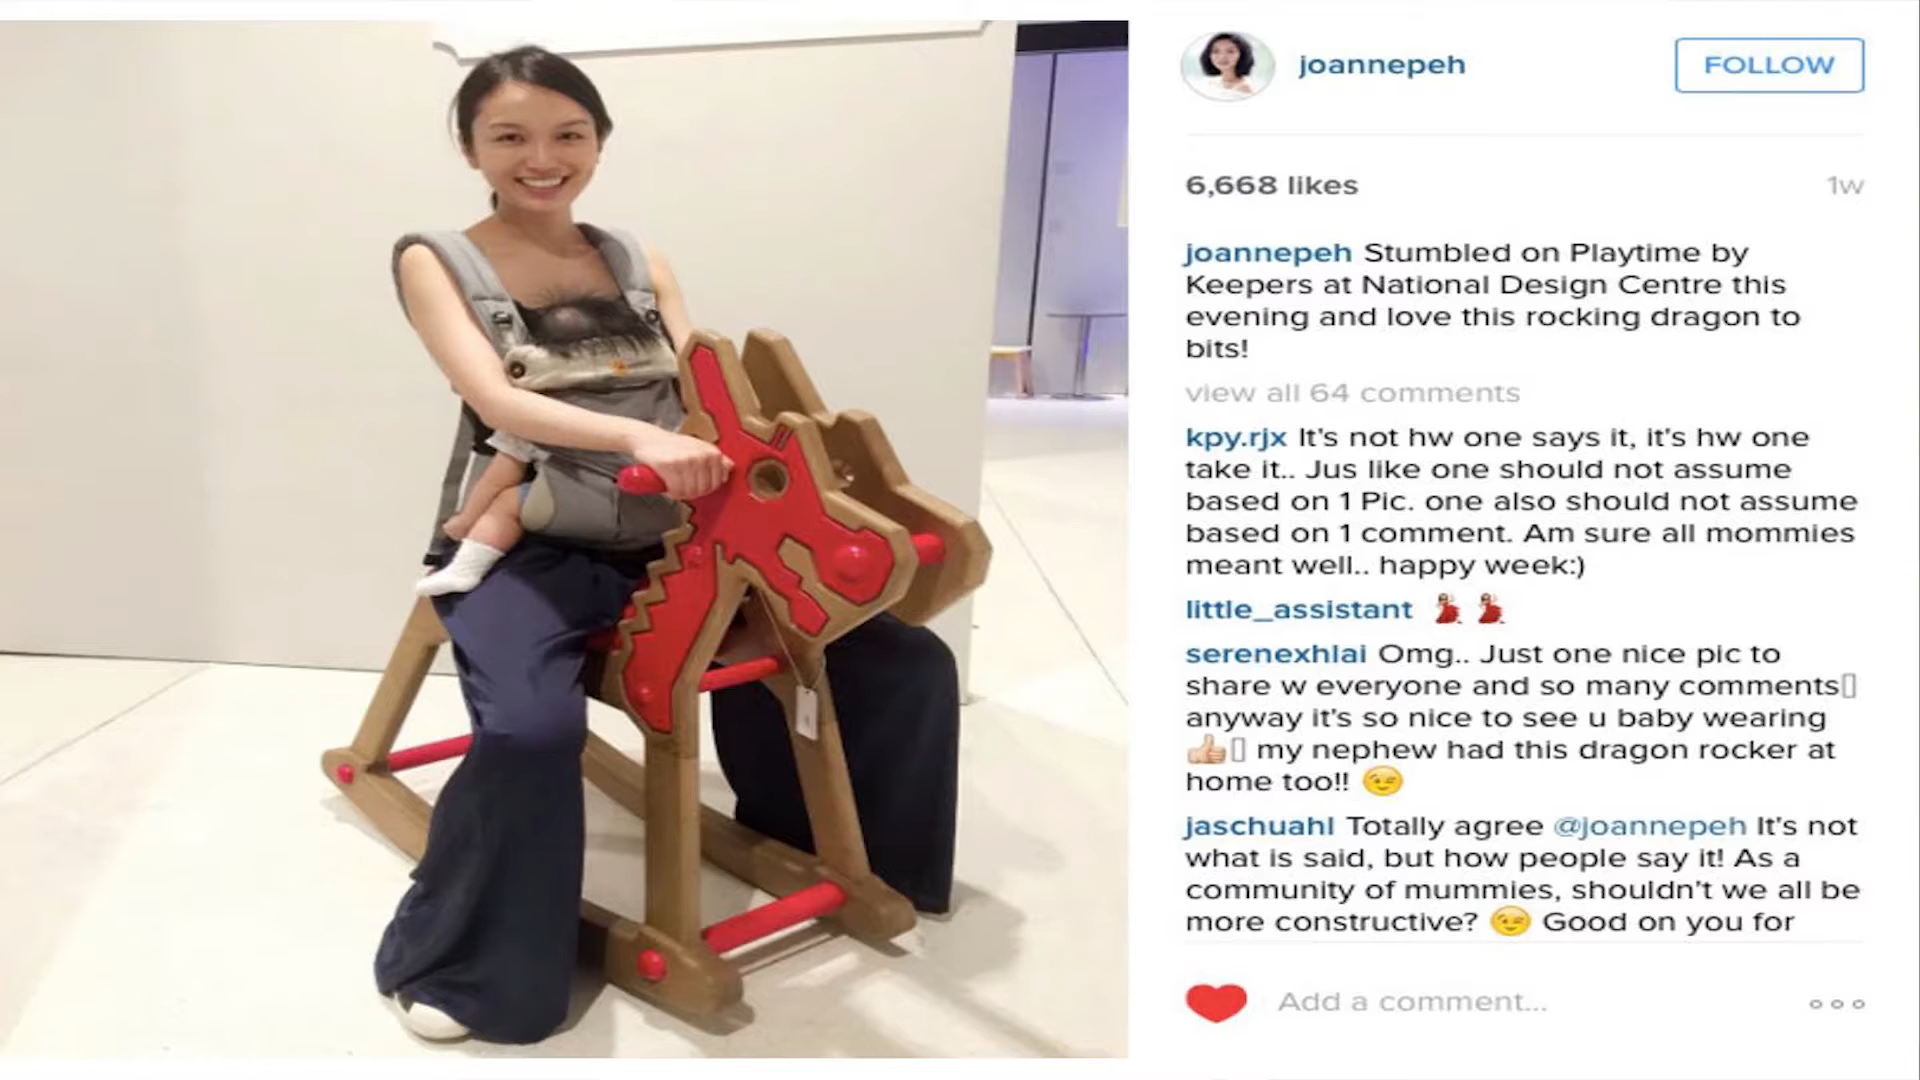 joannepeh
FOLLOW
6,668 likes
1w
joannepeh Stumbled on Playtime by
Keepers at National Design Centre this
evening and love this rocking dragon to
bits!
view all 64 comments
kpy.rjx It's not hw one says it, it's hw one
take it.. Jus like one should not assume
based on 1 Pic. one also should not assume
based on 1 comment. Am sure all mommies
meant well.. happy week:)
little_assistant 💃 💃
serenexhlai Omg.. Just one nice pic to
share w everyone and so many comments
anyway it's so nice to see u baby wearing
👍 my nephew had this dragon rocker at
home too!! 😉
jaschuahl Totally agree @joannepeh It's not
what is said, but how people say it! As a
community of mummies, shouldn't we all be
more constructive? 😉 Good on you for
Add a comment...